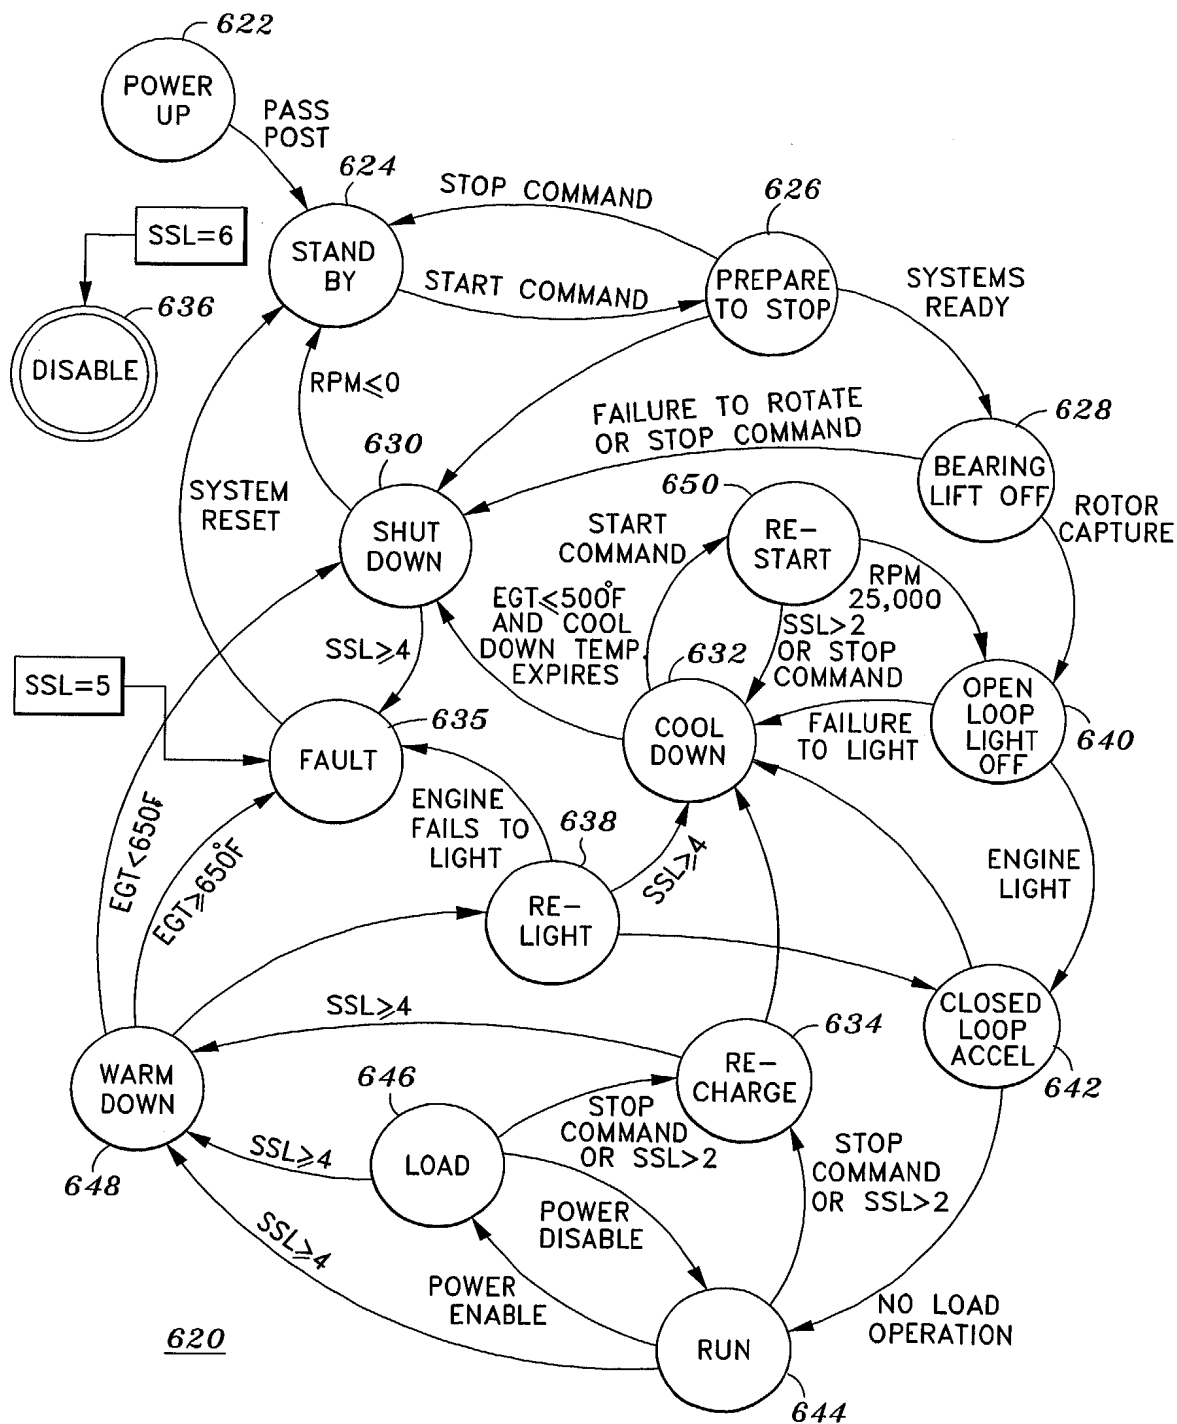 622
POWER
UP
PASS
POST
624
STOP COMMAND
626
SSL=6
STAND
BY
START COMMAND
PREPARE
TO STOP
SYSTEMS
READY
636
DISABLE
RPM≤0
FAILURE TO ROTATE
OR STOP COMMAND
628
630
650
BEARING
LIFT OFF
SYSTEM
RESET
SHUT
DOWN
START
COMMAND
RE-
START
ROTOR
CAPTURE
EGT≤500°F
AND COOL
DOWN TEMP.
EXPIRES
RPM
25,000
SSL≥4
SSL>2
OR STOP
COMMAND
632
SSL=5
635
COOL
DOWN
OPEN
LOOP
LIGHT
OFF
640
FAULT
FAILURE
TO LIGHT
ENGINE
FAILS TO
LIGHT
638
SSL≥4
EGT<650°F
EGT≥650°F
ENGINE
LIGHT
RE-
LIGHT
SSL≥4
634
CLOSED
LOOP
ACCEL
642
WARM
DOWN
648
646
RE-
CHARGE
STOP
COMMAND
OR SSL>2
SSL≥4
LOAD
STOP
COMMAND
OR SSL>2
POWER
DISABLE
SSL≥4
POWER
ENABLE
NO LOAD
OPERATION
RUN
644
620